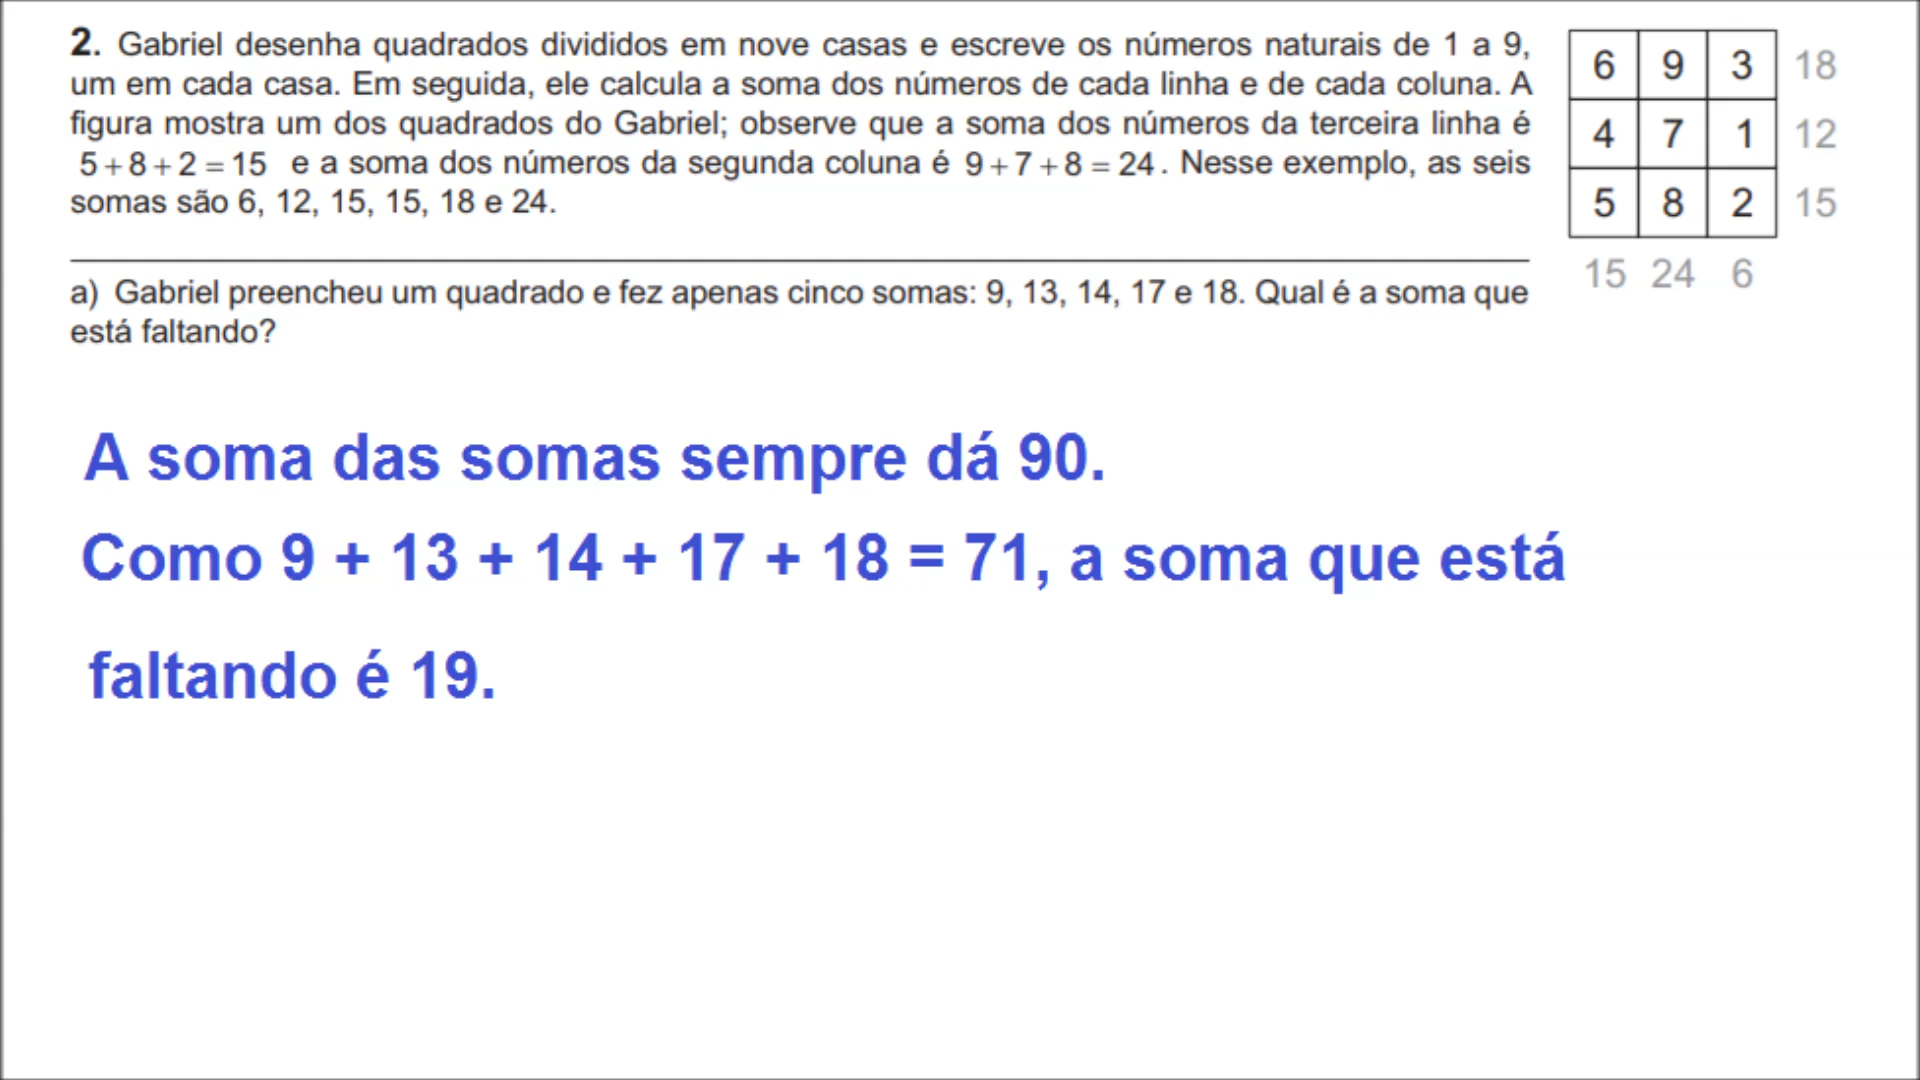 2. Gabriel desenha quadrados divididos em nove casas e escreve os números naturais de 1 a 9,
um em cada casa. Em seguida, ele calcula a soma dos números de cada linha e de cada coluna. A
figura mostra um dos quadrados do Gabriel; observe que a soma dos números da terceira linha é
5+8+2=15 e a soma dos números da segunda coluna é 9+7+8=24. Nesse exemplo, as seis
somas são 6, 12, 15, 15, 18 e 24.
6 9 3 18
4 7 1 12
5 8 2 15
15 24 6
a) Gabriel preencheu um quadrado e fez apenas cinco somas: 9, 13, 14, 17 e 18. Qual é a soma que
está faltando?
A soma das somas sempre dá 90.
Como 9 + 13 + 14 + 17 + 18 = 71, a soma que está
faltando é 19.